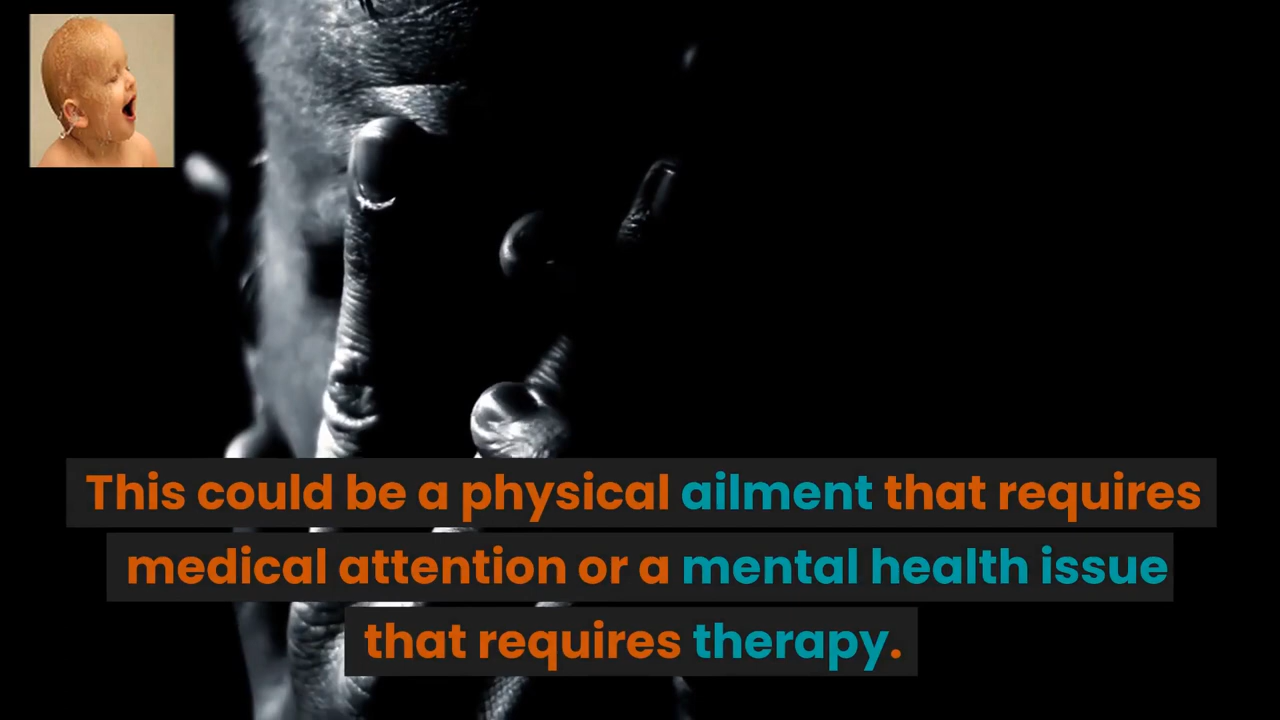 This could be a physical ailment that requires
medical attention or a mental health issue
that requires therapy.